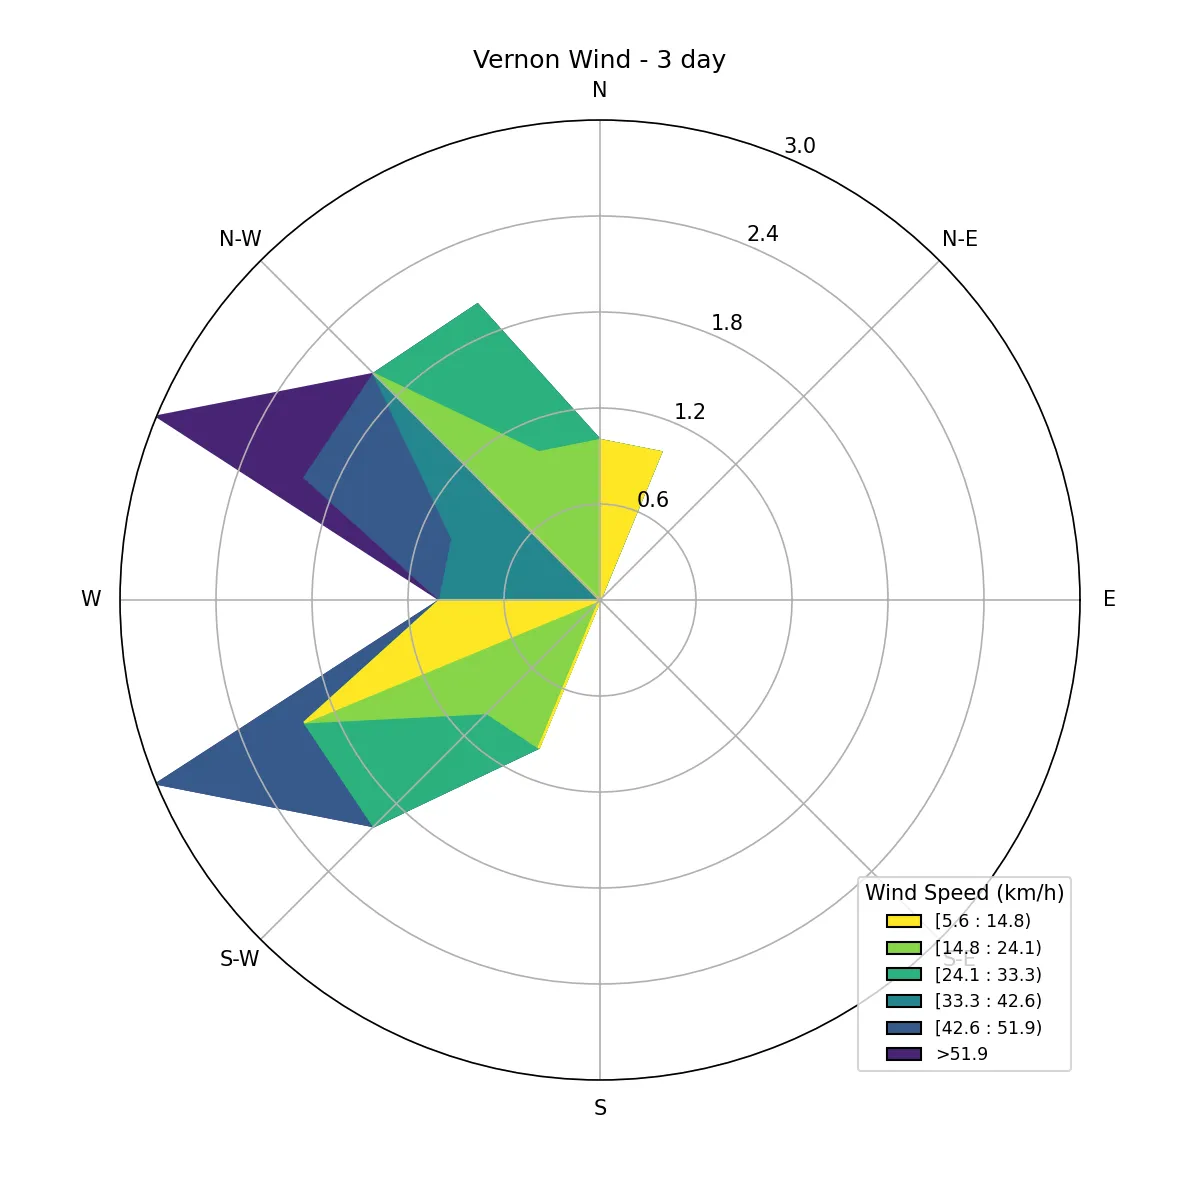 Vernon Wind - 3 day
N
3.0
2.4
N-W
N-E
1.8
1.2
0.6
W
E
S-W
S-E
Wind Speed (km/h)
[5.6 : 14.8)
[14.8 : 24.1)
[24.1 : 33.3)
[33.3 : 42.6)
[42.6 : 51.9)
>51.9
S